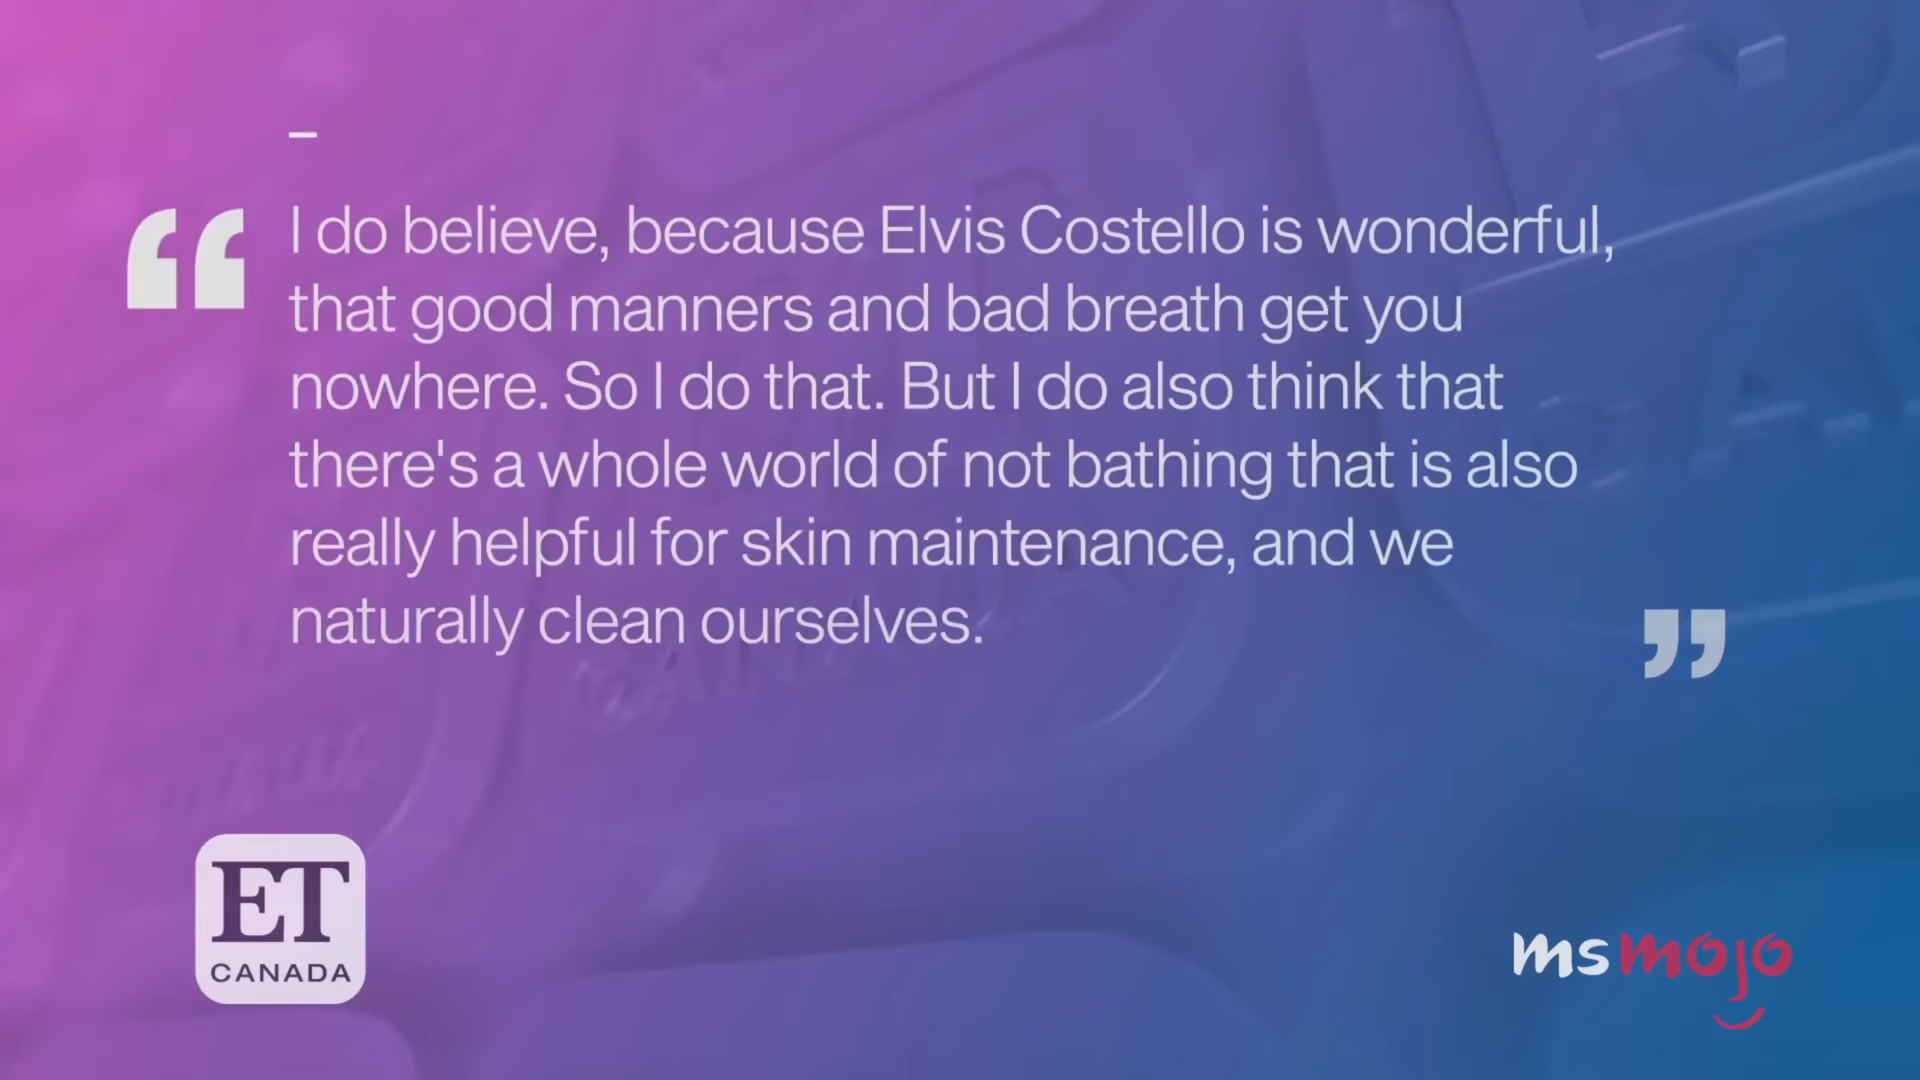 –
“
I do believe, because Elvis Costello is wonderful,
that good manners and bad breath get you
nowhere. So I do that. But I do also think that
there's a whole world of not bathing that is also
really helpful for skin maintenance, and we
naturally clean ourselves.
”
ET
CANADA
msmojo